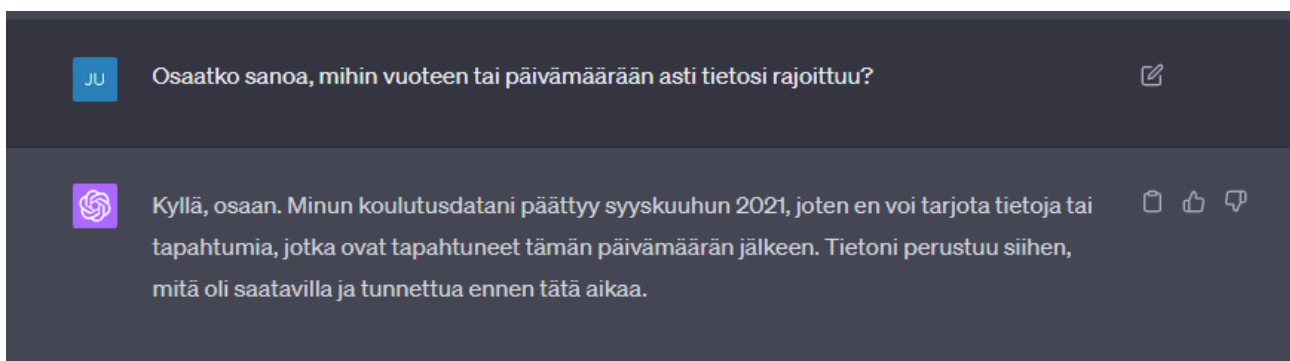 JU
Osaatko sanoa, mihin vuoteen tai päivämäärään asti tietosi rajoittuu?
Kyllä, osaan. Minun koulutusdatani päättyy syyskuuhun 2021, joten en voi tarjota tietoja tai
tapahtumia, jotka ovat tapahtuneet tämän päivämäärän jälkeen. Tietoni perustuu siihen,
mitä oli saatavilla ja tunnettua ennen tätä aikaa.